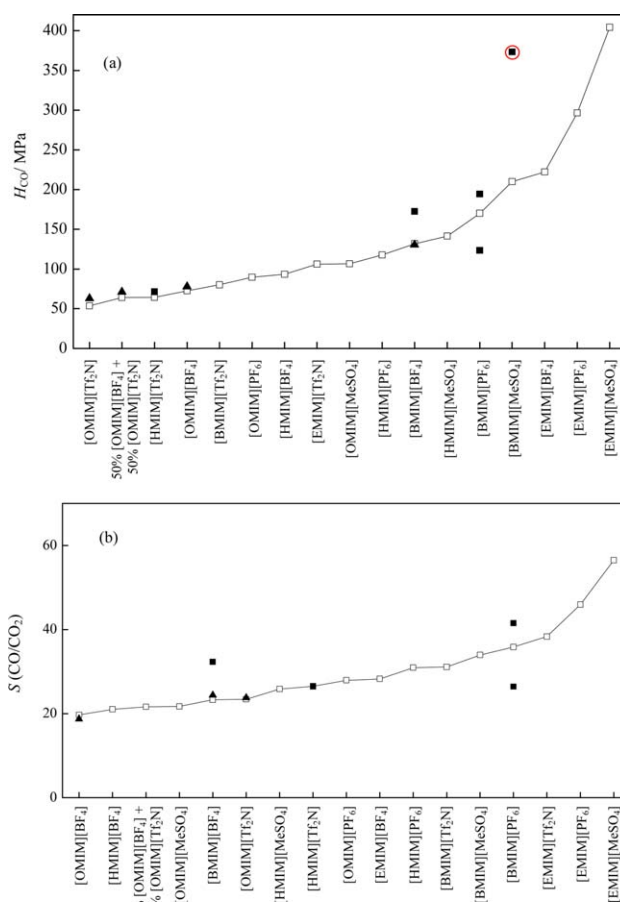 400
(a)
350
300
250
200
150
100
50
0
H_CO/ MPa
[OMIM][Tf₂N]
50% [OMIM][BF₄] +
50% [OMIM][Tf₂N]
[HMIM][Tf₂N]
[OMIM][BF₄]
[BMIM][Tf₂N]
[OMIM][PF₆]
[HMIM][BF₄]
[EMIM][Tf₂N]
[OMIM][MeSO₄]
[HMIM][PF₆]
[BMIM][BF₄]
[HMIM][MeSO₄]
[BMIM][PF₆]
[BMIM][MeSO₄]
[EMIM][BF₄]
[EMIM][PF₆]
[EMIM][MeSO₄]
(b)
60
40
20
0
S (CO/CO₂)
[OMIM][BF₄]
[HMIM][BF₄]
[OMIM][BF₄] +
% [OMIM][Tf₂N]
[OMIM][MeSO₄]
[BMIM][BF₄]
[OMIM][Tf₂N]
[HMIM][MeSO₄]
[HMIM][Tf₂N]
[OMIM][PF₆]
[EMIM][BF₄]
[HMIM][PF₆]
[BMIM][Tf₂N]
[BMIM][MeSO₄]
[BMIM][PF₆]
[EMIM][Tf₂N]
[EMIM][PF₆]
[EMIM][MeSO₄]